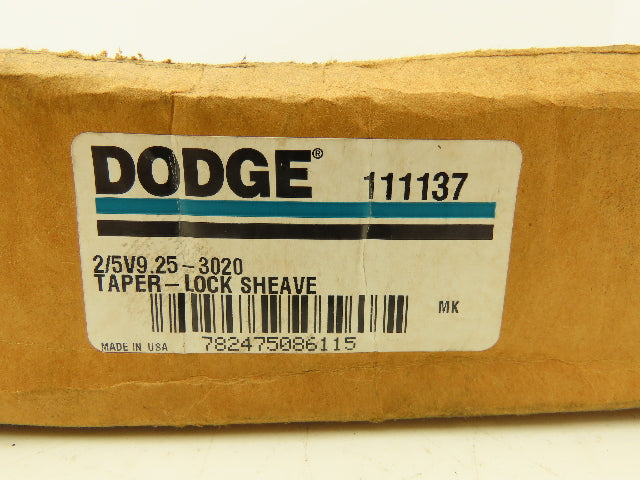 DODGE® 111137
2/5V9.25-3020
TAPER-LOCK SHEAVE
MK
MADE IN USA 782475086115